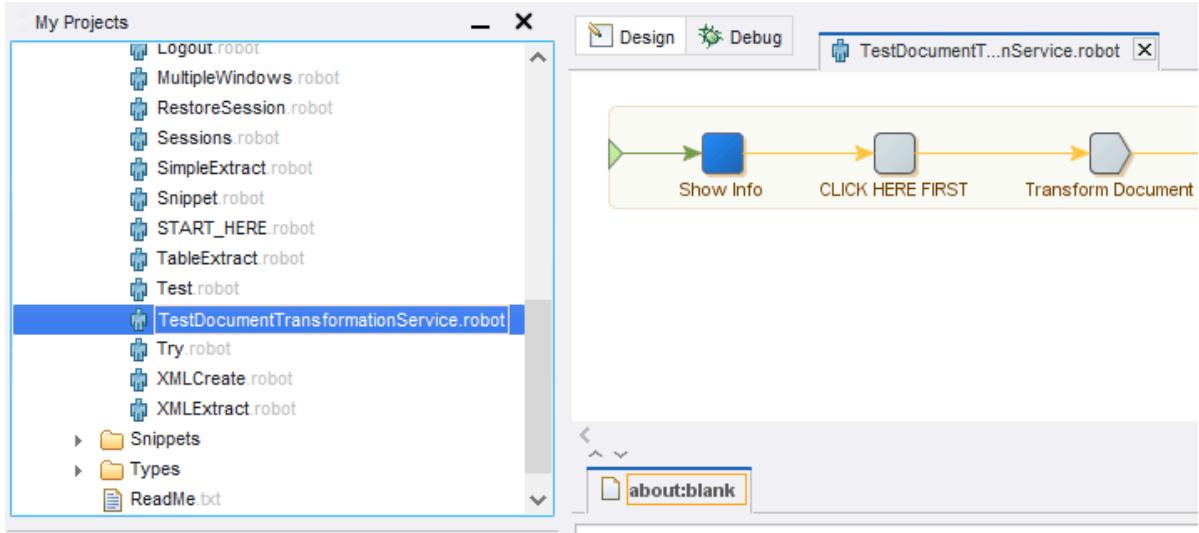 My Projects
Logout.robot
MultipleWindows.robot
RestoreSession.robot
Sessions.robot
SimpleExtract.robot
Snippet.robot
START_HERE.robot
TableExtract.robot
Test.robot
TestDocumentTransformationService.robot
Try.robot
XMLCreate.robot
XMLExtract.robot
Snippets
Types
ReadMe.txt
Design Debug
TestDocumentT...nService.robot
Show Info CLICK HERE FIRST Transform Document
about:blank